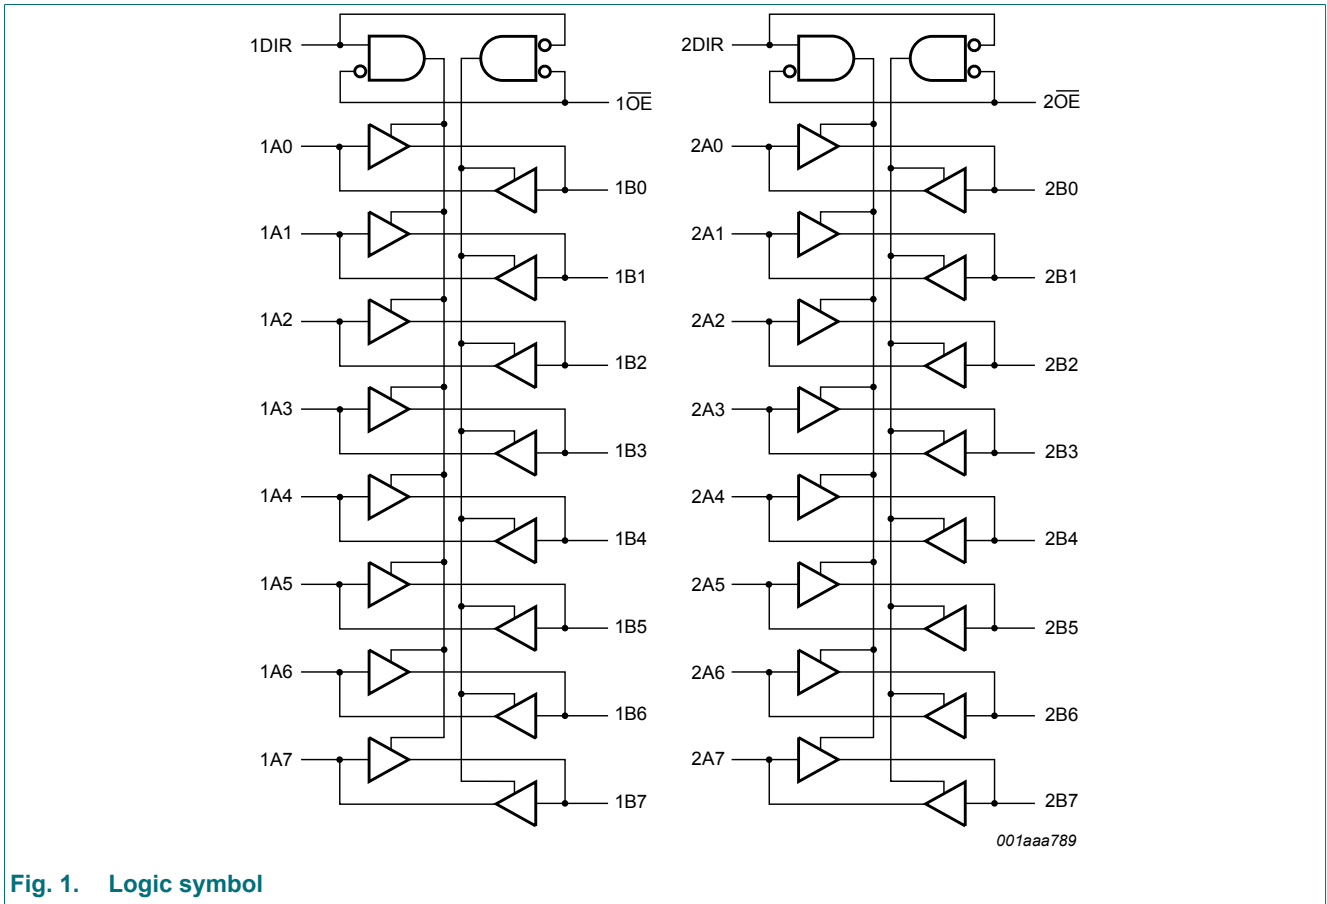 1DIR
2DIR
1OE
2OE
1A0
2A0
1B0
2B0
1A1
2A1
1B1
2B1
1A2
2A2
1B2
2B2
1A3
2A3
1B3
2B3
1A4
2A4
1B4
2B4
1A5
2A5
1B5
2B5
1A6
2A6
1B6
2B6
1A7
2A7
1B7
2B7
001aaa789
Fig. 1. Logic symbol